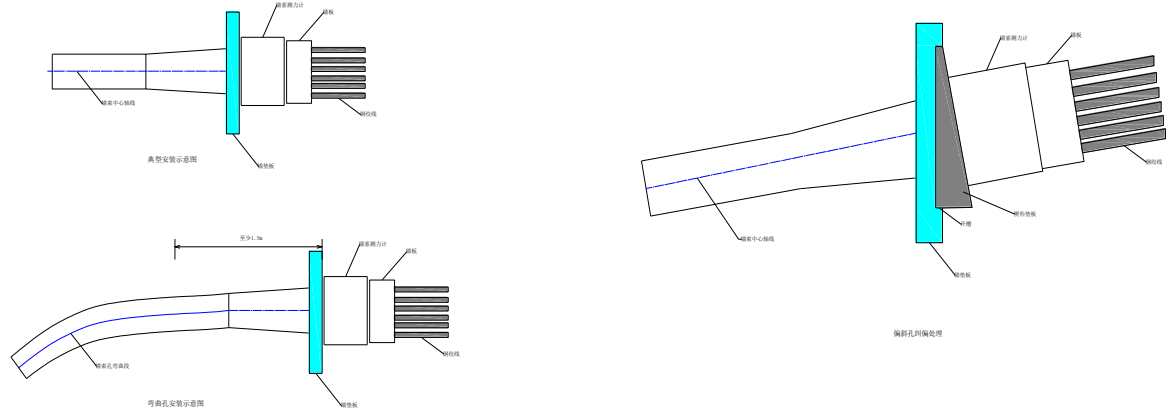 锚索测力计
锚板
锚索中心轴线
钢绞线
锚垫板
典型安装示意图
至少1.5m
锚索测力计
锚板
锚索孔弯曲线
钢绞线
锚垫板
弯曲孔安装示意图
锚索测力计
锚板
钢绞线
楔形垫板
开槽
锚索中心轴线
锚垫板
偏斜孔纠偏处理